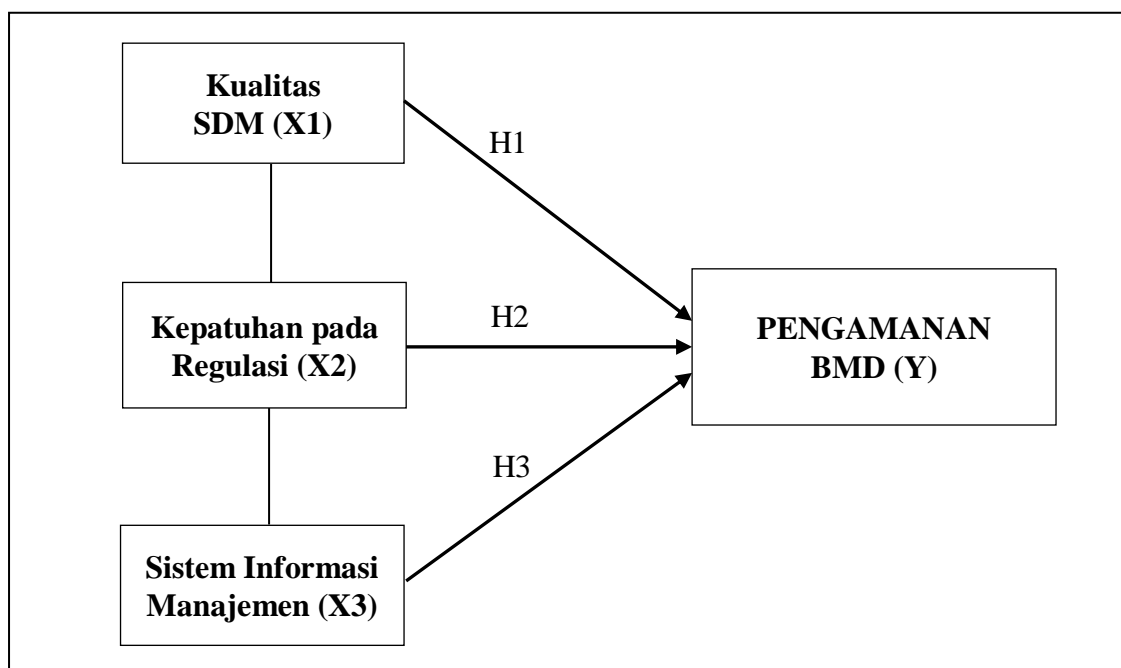 Kualitas
SDM (X1)
H1
Kepatuhan pada
Regulasi (X2)
H2
PENGAMANAN
BMD (Y)
H3
Sistem Informasi
Manajemen (X3)